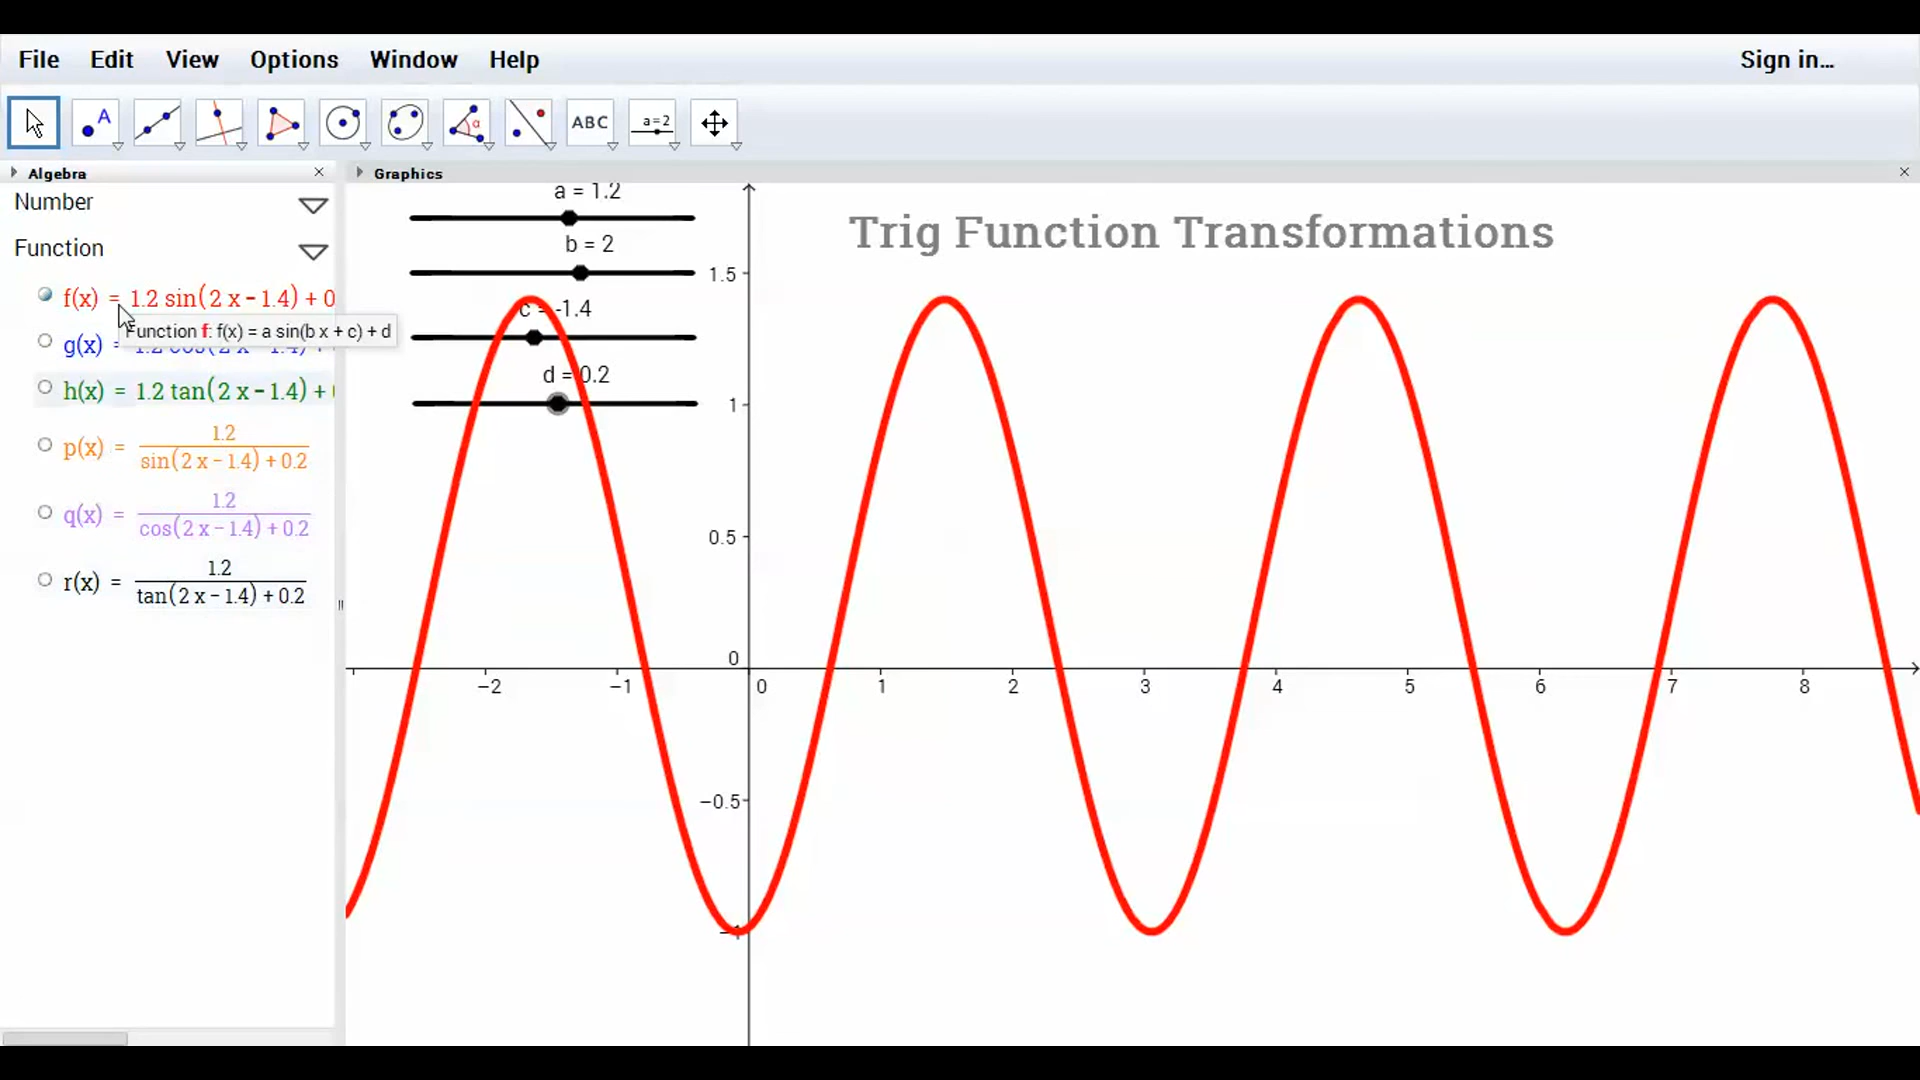 File Edit View Options Window Help Sign in...
A α ABC a=2
Algebra Graphics
Number
Function
f(x) = 1.2 sin(2 x – 1.4) + 0
Function f: f(x) = a sin(b x + c) + d
g(x) =
h(x) = 1.2 tan(2 x – 1.4) +
p(x) = 1.2
sin(2 x – 1.4) + 0.2
q(x) = 1.2
cos(2 x – 1.4) + 0.2
r(x) = 1.2
tan(2 x – 1.4) + 0.2
a = 1.2
b = 2
c = -1.4
d = 0.2
Trig Function Transformations
1.5
1
0.5
0
–0.5
–1
–2 –1 0 1 2 3 4 5 6 7 8